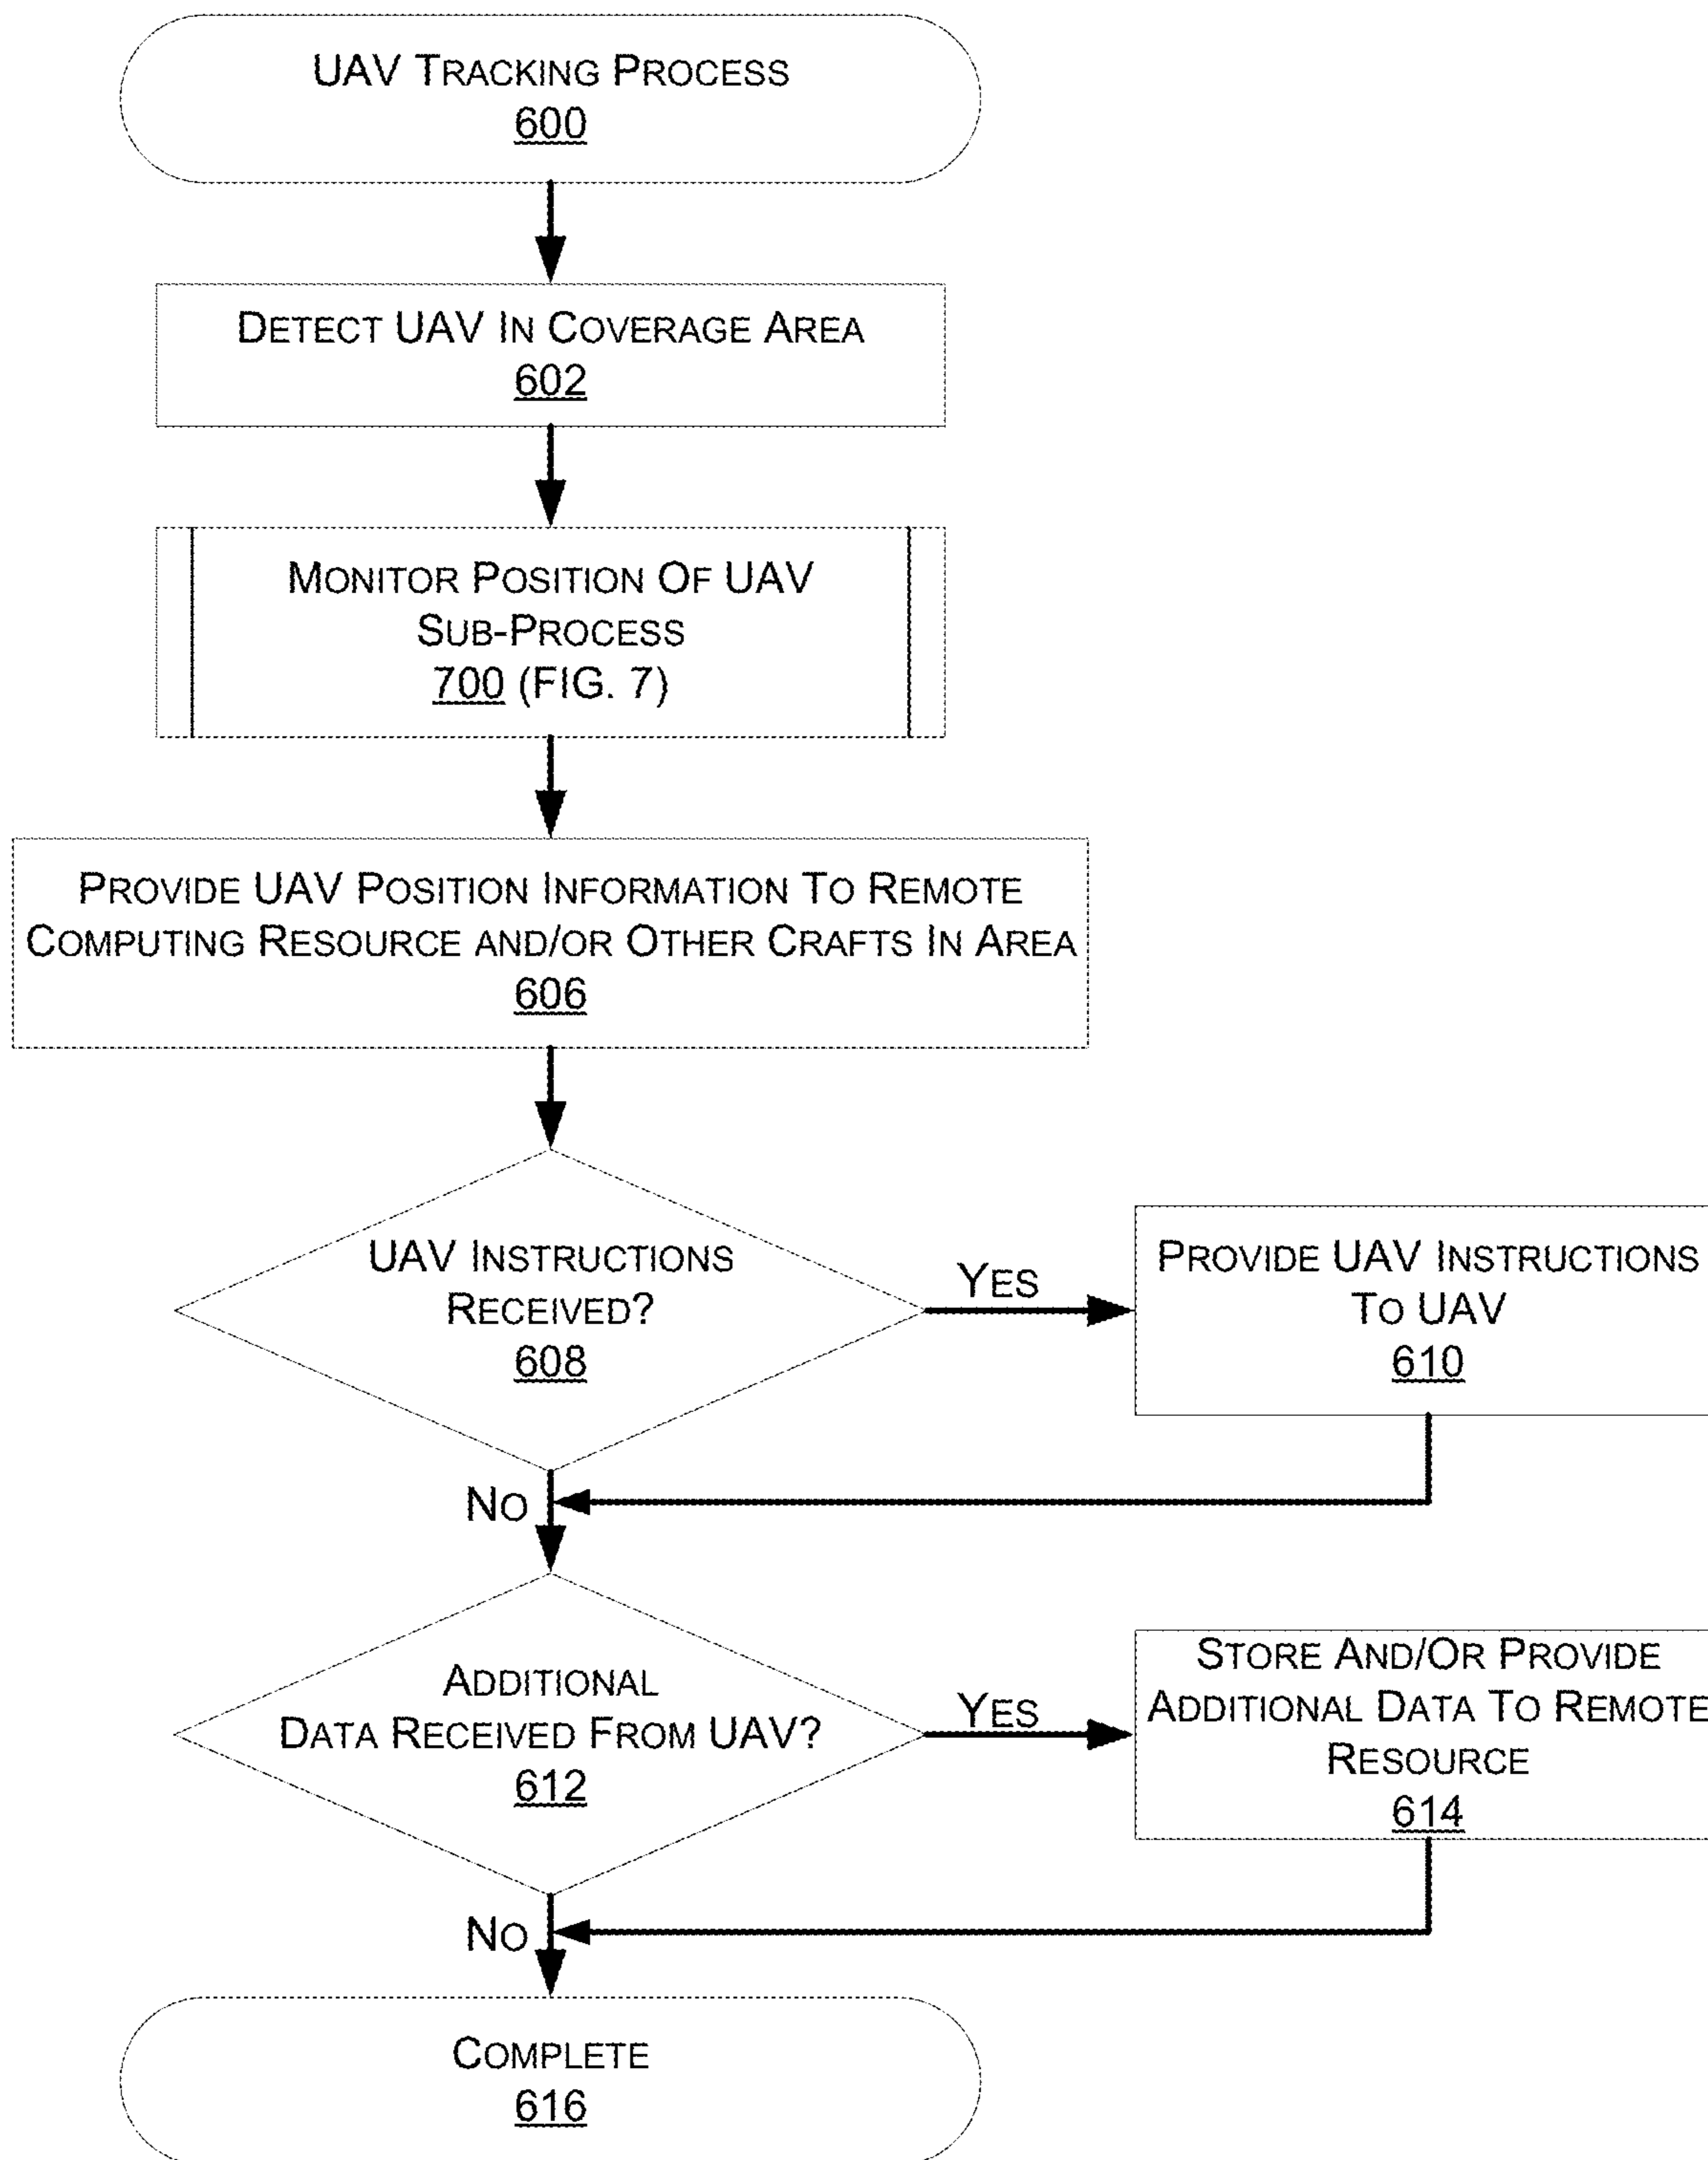 UAV TRACKING PROCESS
600
DETECT UAV IN COVERAGE AREA
602
MONITOR POSITION OF UAV
SUB-PROCESS
700 (FIG. 7)
PROVIDE UAV POSITION INFORMATION TO REMOTE
COMPUTING RESOURCE AND/OR OTHER CRAFTS IN AREA
606
UAV INSTRUCTIONS
RECEIVED?
608
YES
PROVIDE UAV INSTRUCTIONS
TO UAV
610
NO
ADDITIONAL
DATA RECEIVED FROM UAV?
612
YES
STORE AND/OR PROVIDE
ADDITIONAL DATA TO REMOTE
RESOURCE
614
NO
COMPLETE
616